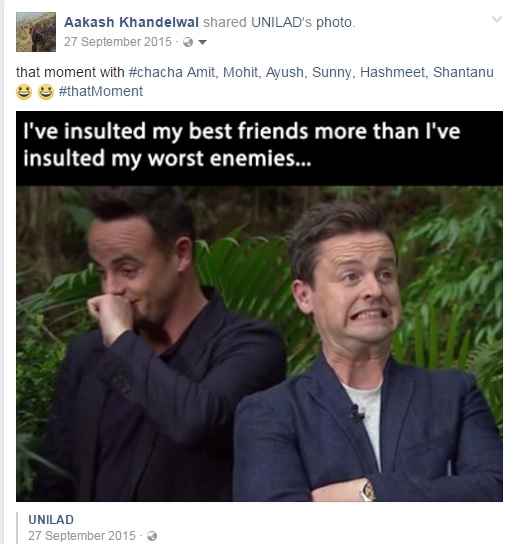 Aakash Khandelwal shared UNILAD's photo.
27 September 2015 ·
that moment with #chacha Amit, Mohit, Ayush, Sunny, Hashmeet, Shantanu
#thatMoment
I've insulted my best friends more than I've
insulted my worst enemies...
UNILAD
27 September 2015 ·